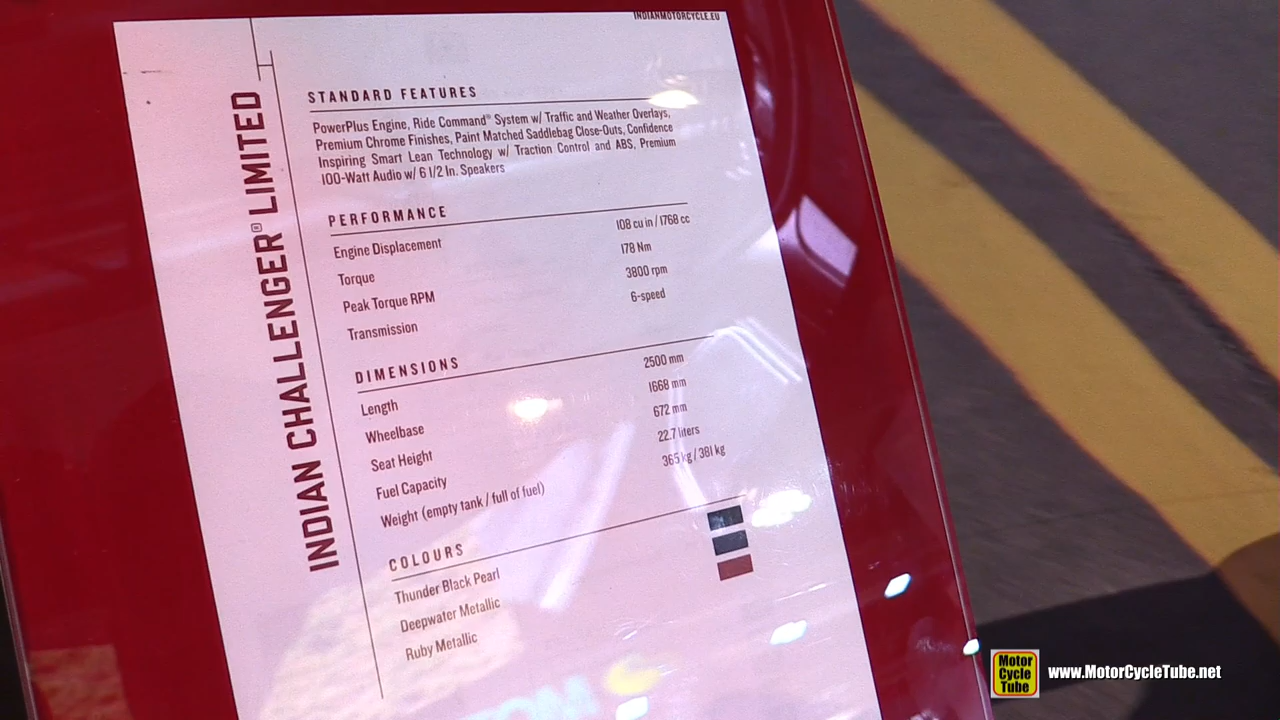 INDIANMOTORCYCLE.EU
INDIAN CHALLENGER® LIMITED
STANDARD FEATURES
PowerPlus Engine, Ride Command® System w/ Traffic and Weather Overlays,
Premium Chrome Finishes, Paint Matched Saddlebag Close-Outs, Confidence
Inspiring Smart Lean Technology w/ Traction Control and ABS, Premium
100-Watt Audio w/ 6 1/2 In. Speakers
PERFORMANCE
Engine Displacement 108 cu in / 1768 cc
Torque 178 Nm
Peak Torque RPM 3800 rpm
Transmission 6-speed
DIMENSIONS
Length 2500 mm
Wheelbase 1668 mm
Seat Height 672 mm
Fuel Capacity 22.7 liters
Weight (empty tank / full of fuel) 365 kg / 381 kg
COLOURS
Thunder Black Pearl
Deepwater Metallic
Ruby Metallic
Motor
Cycle
Tube
www.MotorCycleTube.net